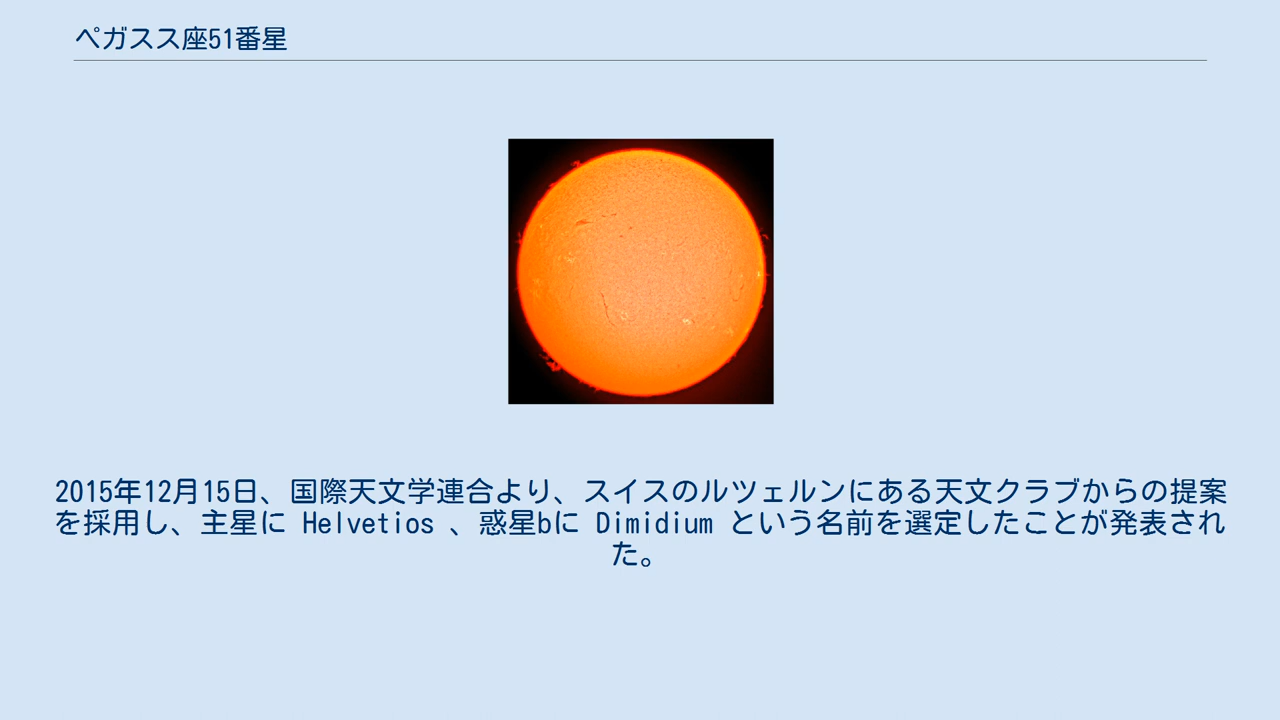 ペガスス座51番星
2015年12月15日、国際天文学連合より、スイスのルツェルンにある天文クラブからの提案
を採用し、主星に Helvetios 、惑星bに Dimidium という名前を選定したことが発表され
た。